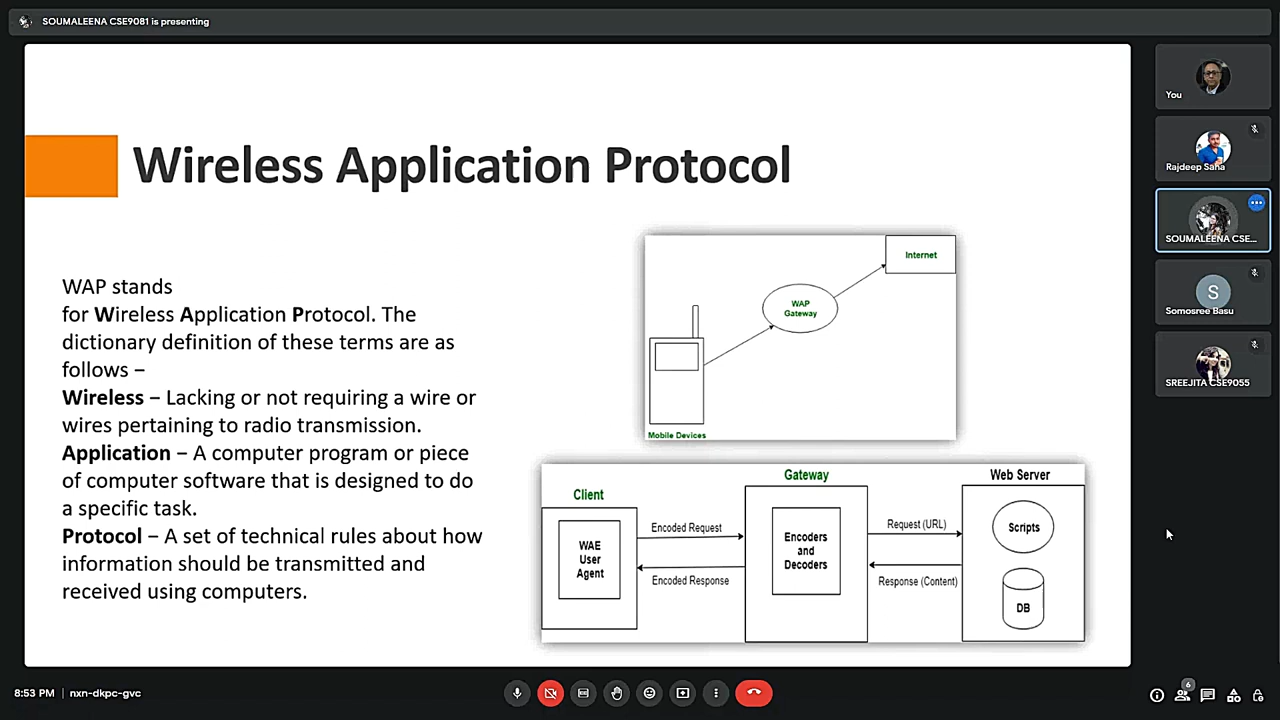 SOUMALEENA CSE9081 is presenting
Wireless Application Protocol
WAP stands
for Wireless Application Protocol. The
dictionary definition of these terms are as
follows −
Wireless − Lacking or not requiring a wire or
wires pertaining to radio transmission.
Application − A computer program or piece
of computer software that is designed to do
a specific task.
Protocol − A set of technical rules about how
information should be transmitted and
received using computers.
Internet
WAP
Gateway
Mobile Devices
Client
WAE
User
Agent
Encoded Request
Encoded Response
Gateway
Encoders
and
Decoders
Request (URL)
Response (Content)
Web Server
Scripts
DB
You
Rajdeep Saha
SOUMALEENA CSE...
S
Somosree Basu
SREEJITA CSE9055
8:53 PM | nxn-dkpc-gvc
6